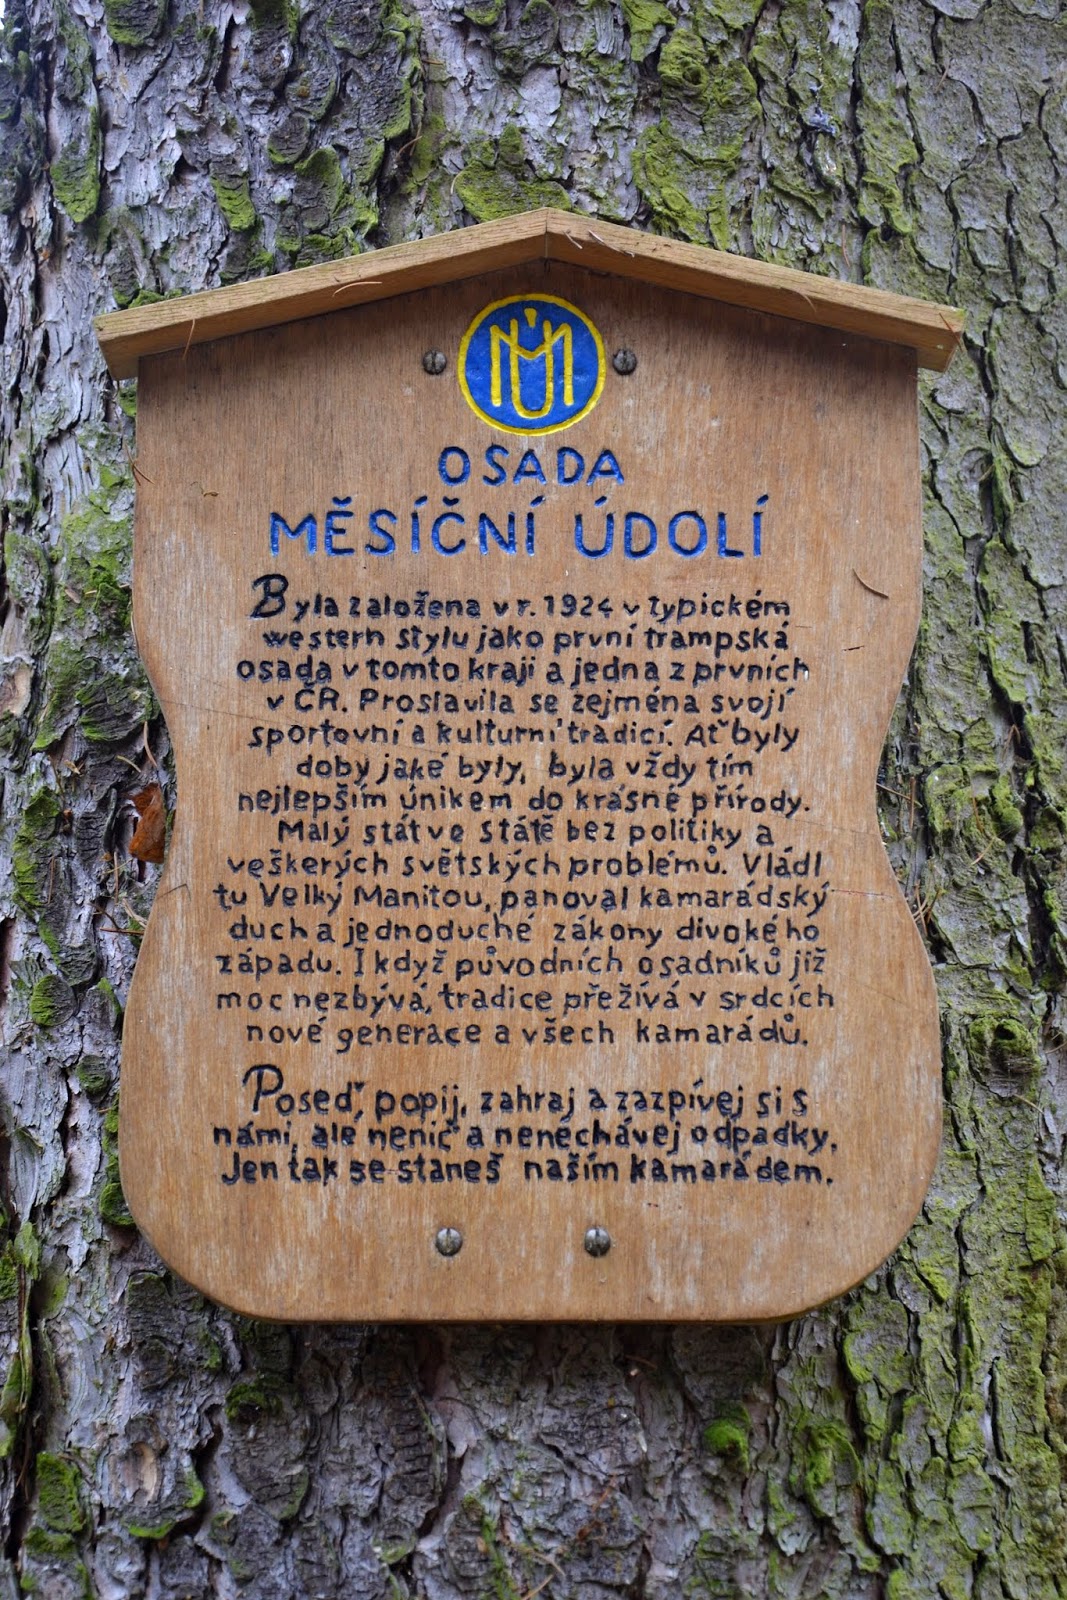 MÚ
OSADA
MĚSÍČNÍ ÚDOLÍ
Byla založena v r. 1924 v typickém
western stylu jako první trampská
osada v tomto kraji a jedna z prvních
v ČR. Proslavila se zejména svojí
sportovní a kulturní tradicí. Ať byly
doby jaké byly, byla vždy tím
nejlepším únikem do krásné přírody.
Malý stát ve státě bez politiky a
veškerých světských problémů. Vládl
tu Velký Manitou, panoval kamarádský
duch a jednoduché zákony divokého
západu. I když původních osadníků již
moc nezbývá, tradice přežívá v srdcích
nové generace a všech kamarádů.
Poseď, popij, zahraj a zazpívej si s
námi, ale nenič a nenechávej odpadky.
Jen tak se staneš naším kamarádem.